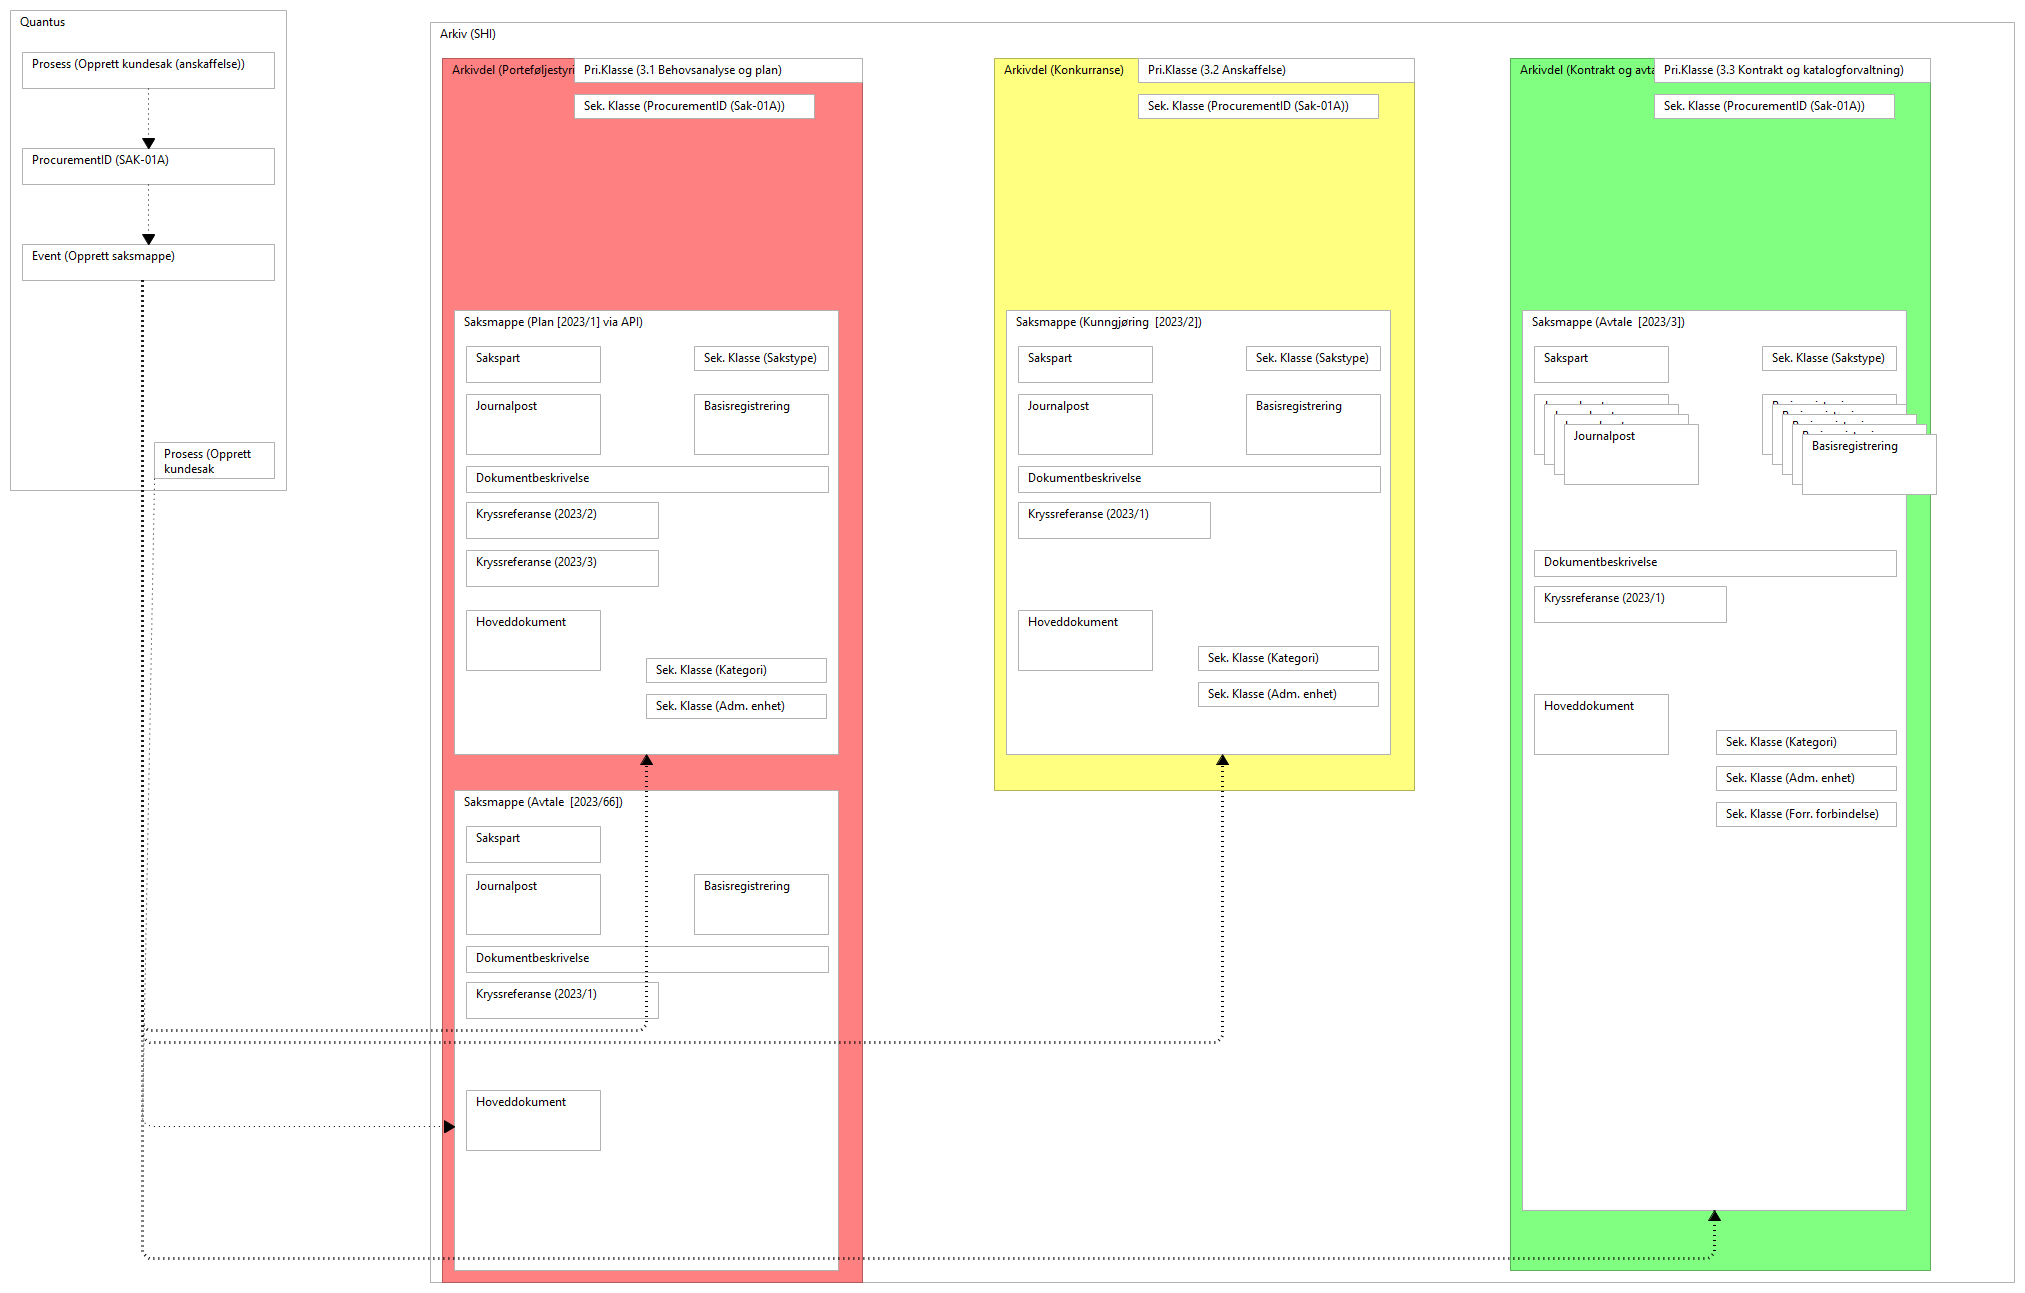 Quantus
Prosess (Opprett kundesak (anskaffelse))
ProcurementID (SAK-01A)
Event (Opprett saksmappe)
Prosess (Opprett
kundesak
Arkiv (SHI)
Arkivdel (Porteføljestyri
Pri.Klasse (3.1 Behovsanalyse og plan)
Sek. Klasse (ProcurementID (Sak-01A))
Saksmappe (Plan [2023/1] via API)
Sakspart
Sek. Klasse (Sakstype)
Journalpost
Basisregistrering
Dokumentbeskrivelse
Kryssreferanse (2023/2)
Kryssreferanse (2023/3)
Hoveddokument
Sek. Klasse (Kategori)
Sek. Klasse (Adm. enhet)
Saksmappe (Avtale  [2023/66])
Sakspart
Journalpost
Basisregistrering
Dokumentbeskrivelse
Kryssreferanse (2023/1)
Hoveddokument
Arkivdel (Konkurranse)
Pri.Klasse (3.2 Anskaffelse)
Sek. Klasse (ProcurementID (Sak-01A))
Saksmappe (Kunngjøring  [2023/2])
Sakspart
Sek. Klasse (Sakstype)
Journalpost
Basisregistrering
Dokumentbeskrivelse
Kryssreferanse (2023/1)
Hoveddokument
Sek. Klasse (Kategori)
Sek. Klasse (Adm. enhet)
Arkivdel (Kontrakt og avta
Pri.Klasse (3.3 Kontrakt og katalogforvaltning)
Sek. Klasse (ProcurementID (Sak-01A))
Saksmappe (Avtale  [2023/3])
Sakspart
Sek. Klasse (Sakstype)
Journalpost
Basisregistrering
Dokumentbeskrivelse
Kryssreferanse (2023/1)
Hoveddokument
Sek. Klasse (Kategori)
Sek. Klasse (Adm. enhet)
Sek. Klasse (Forr. forbindelse)